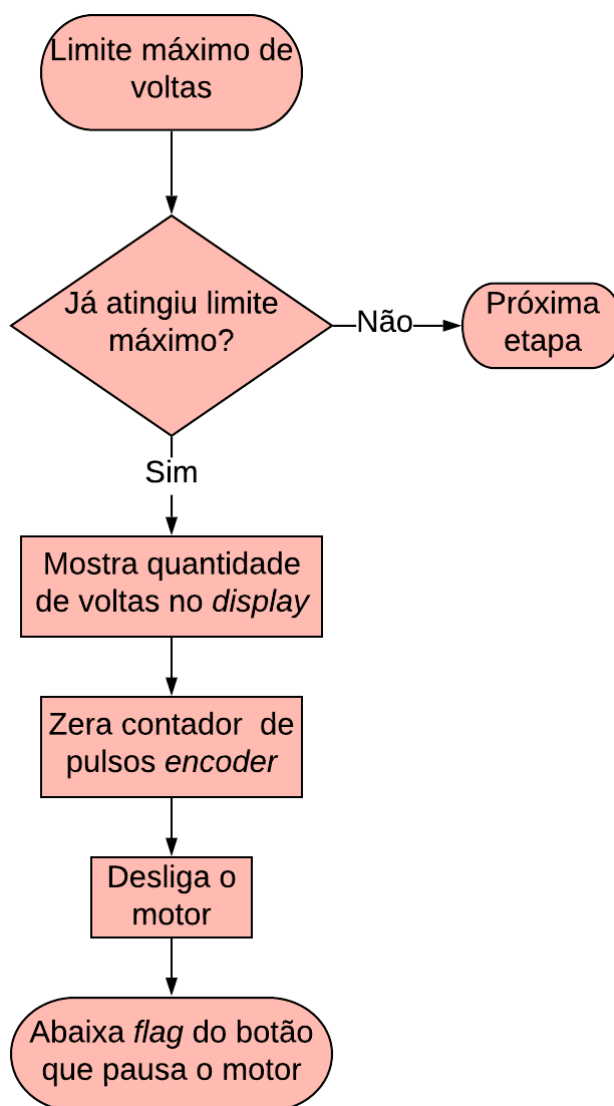 Limite máximo de
voltas
Já atingiu limite
máximo?
Não
Próxima
etapa
Sim
Mostra quantidade
de voltas no display
Zera contador  de
pulsos encoder
Desliga o
motor
Abaixa flag do botão
que pausa o motor